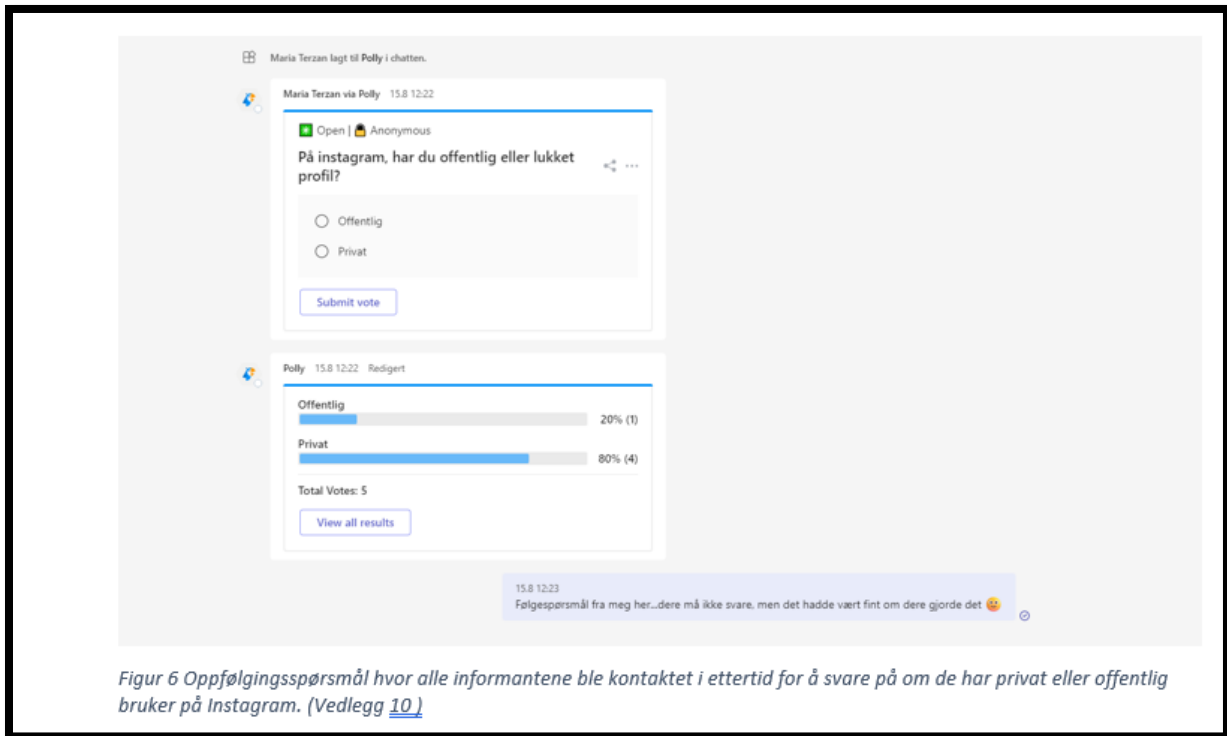 Maria Terzan lagt til Polly i chatten.
Maria Terzan via Polly 15.8 12:22
Open | Anonymous
På instagram, har du offentlig eller lukket
profil?
Offentlig
Privat
Submit vote
Polly 15.8 12:22 Redigert
Offentlig
20% (1)
Privat
80% (4)
Total Votes: 5
View all results
15.8 12:23
Følgespørsmål fra meg her...dere må ikke svare, men det hadde vært fint om dere gjorde det
Figur 6 Oppfølgingsspørsmål hvor alle informantene ble kontaktet i ettertid for å svare på om de har privat eller offentlig
bruker på Instagram. (Vedlegg 10 )